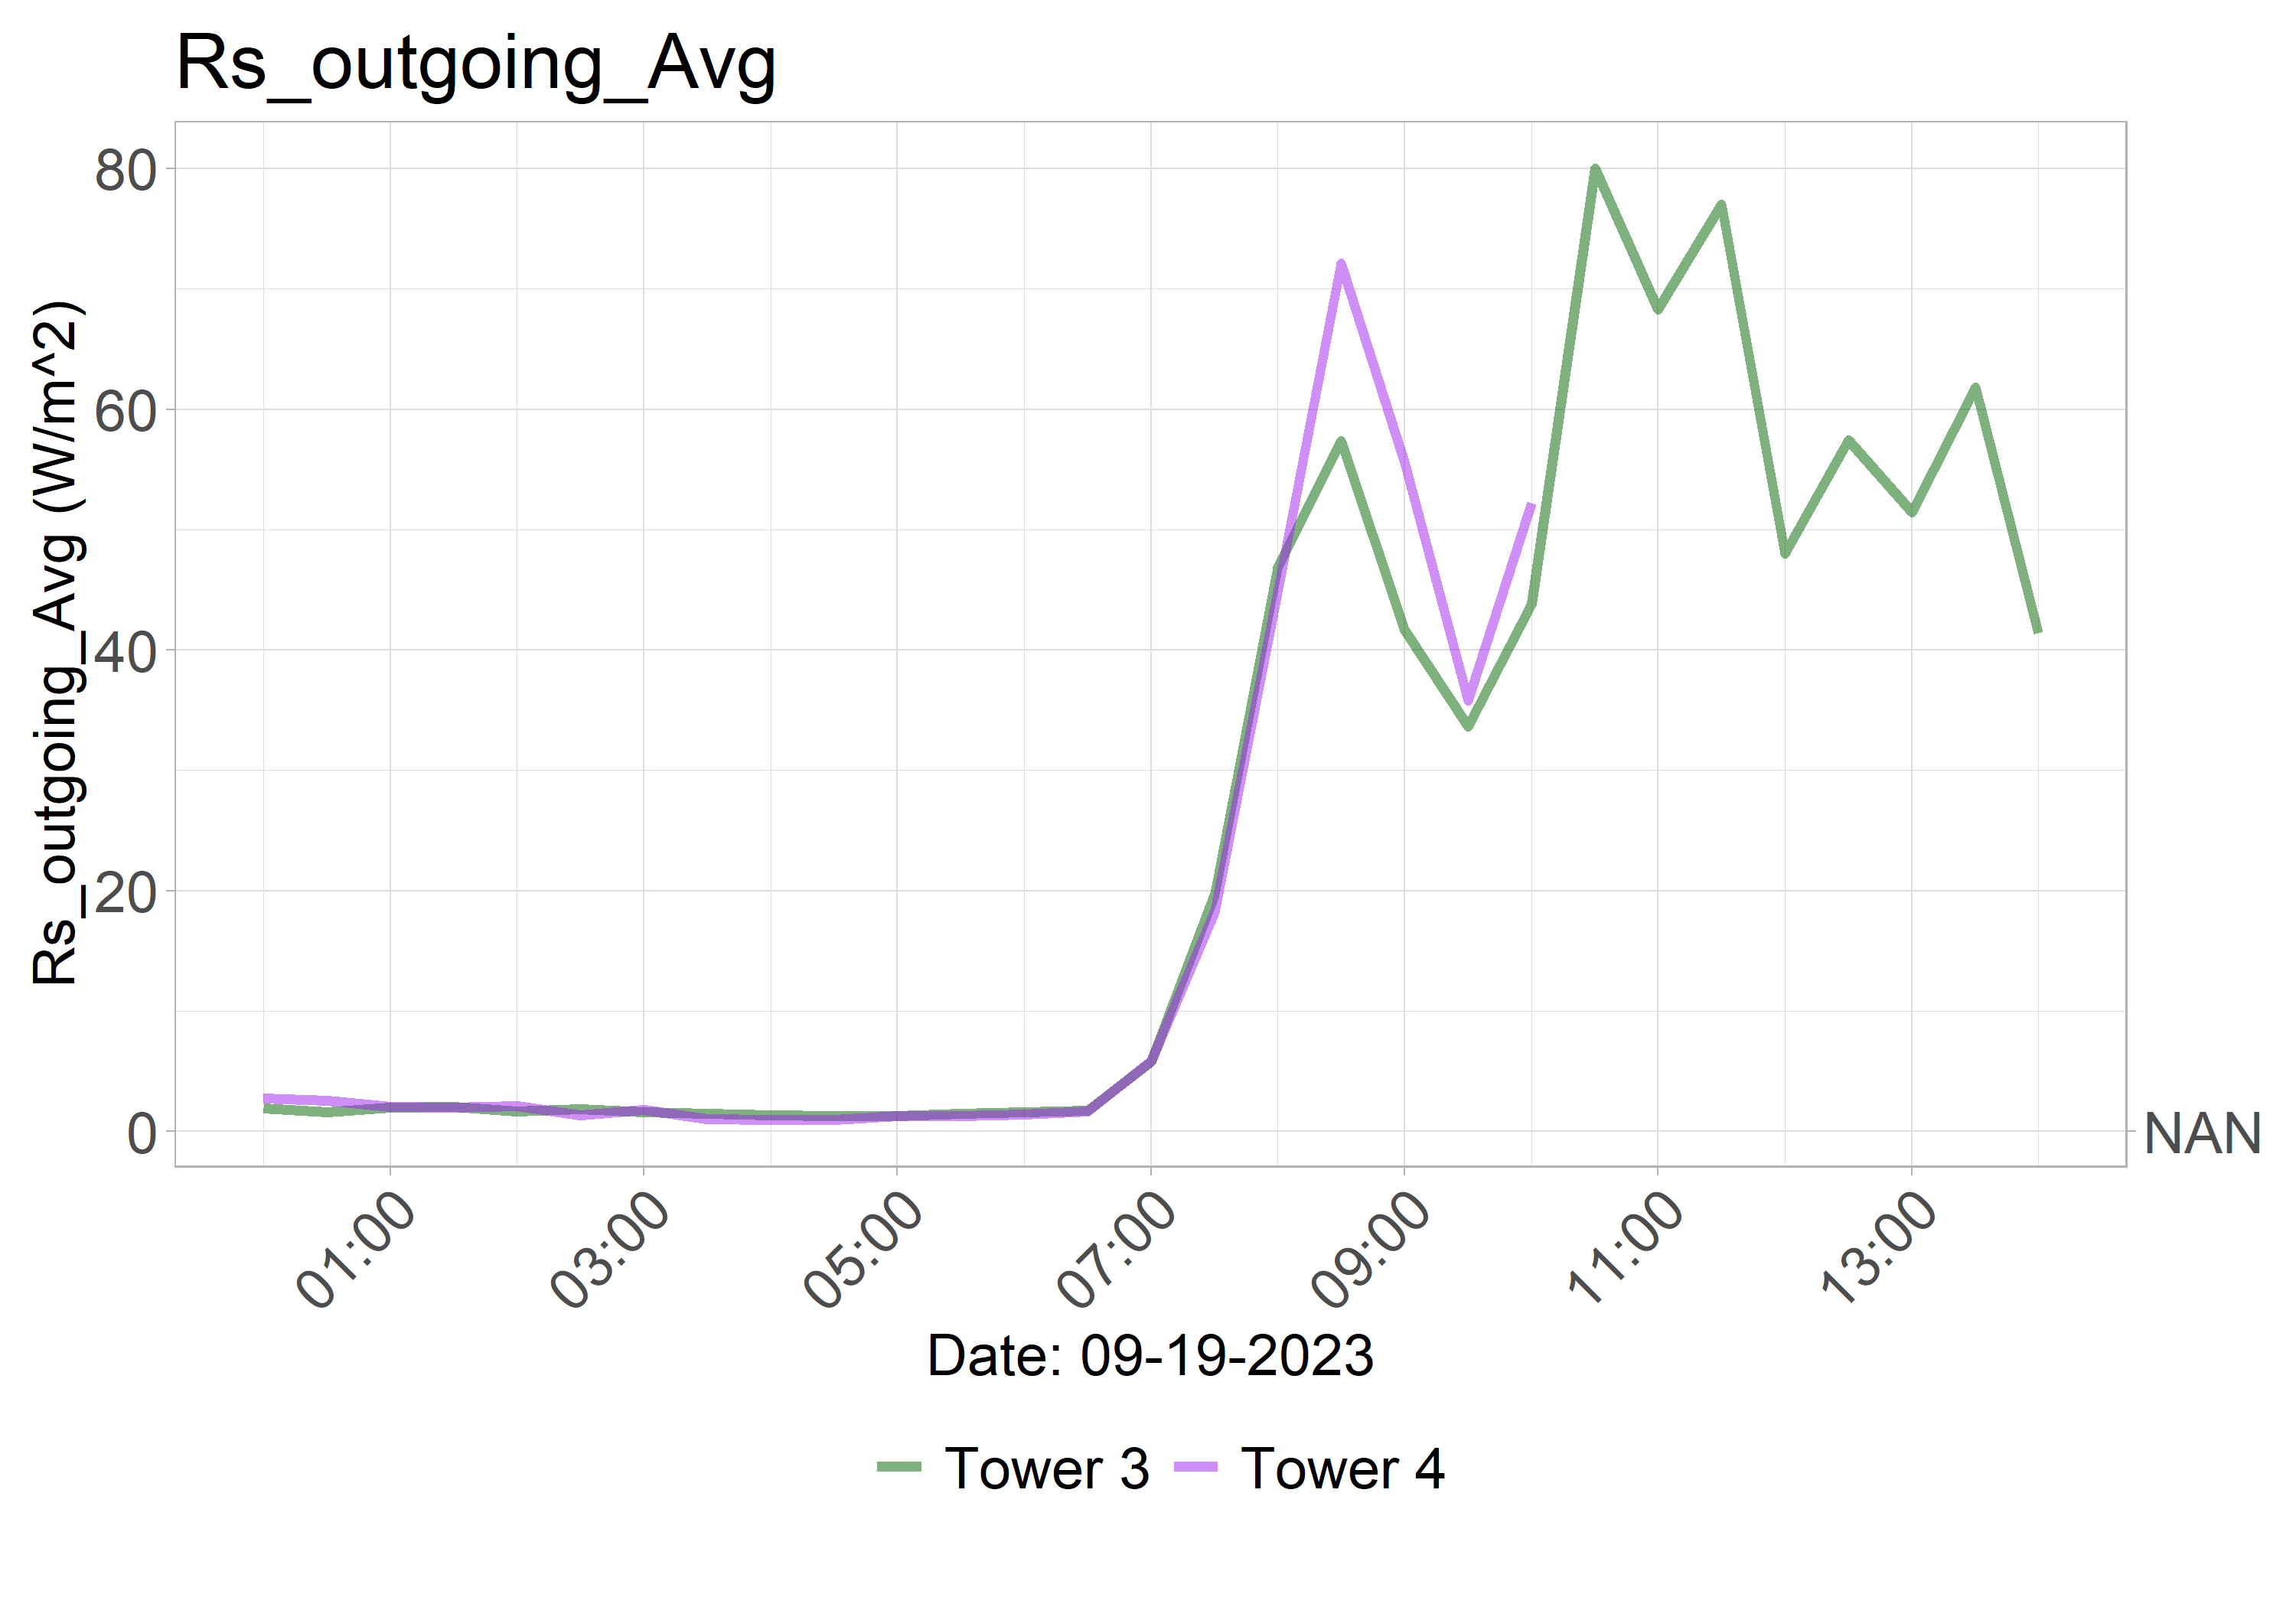 Rs_outgoing_Avg
Rs_outgoing_Avg (W/m^2)
80
60
40
20
0
NAN
01:00
03:00
05:00
07:00
09:00
11:00
13:00
Date: 09-19-2023
Tower 3
Tower 4